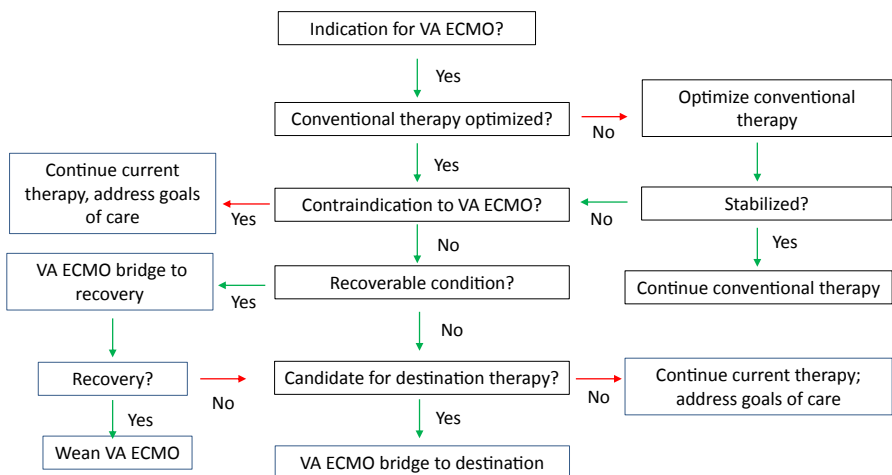 Indication for VA ECMO?
Yes
Conventional therapy optimized?
No
Optimize conventional
therapy
Yes
Continue current
therapy, address goals
of care
Yes
Contraindication to VA ECMO?
No
Stabilized?
No
Yes
VA ECMO bridge to
recovery
Yes
Recoverable condition?
Continue conventional therapy
No
Recovery?
No
Candidate for destination therapy?
No
Continue current therapy;
address goals of care
Yes
Yes
Wean VA ECMO
VA ECMO bridge to destination